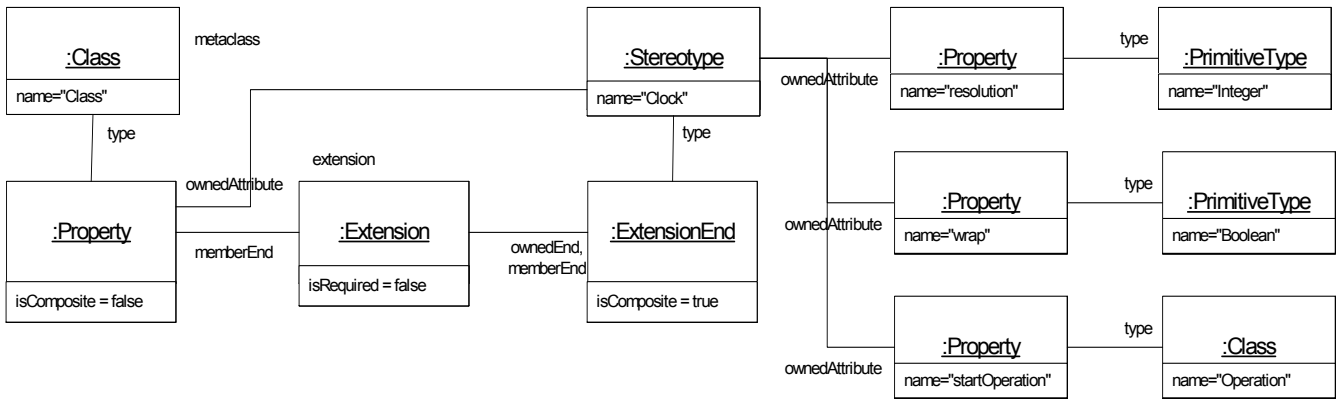 :Class
name="Class"
metaclass
:Stereotype
name="Clock"
ownedAttribute
:Property
name="resolution"
type
:PrimitiveType
name="Integer"
type
extension
type
:Property
isComposite = false
ownedAttribute
memberEnd
:Extension
isRequired = false
ownedEnd,
memberEnd
:ExtensionEnd
isComposite = true
ownedAttribute
:Property
name="wrap"
type
:PrimitiveType
name="Boolean"
ownedAttribute
:Property
name="startOperation"
type
:Class
name="Operation"